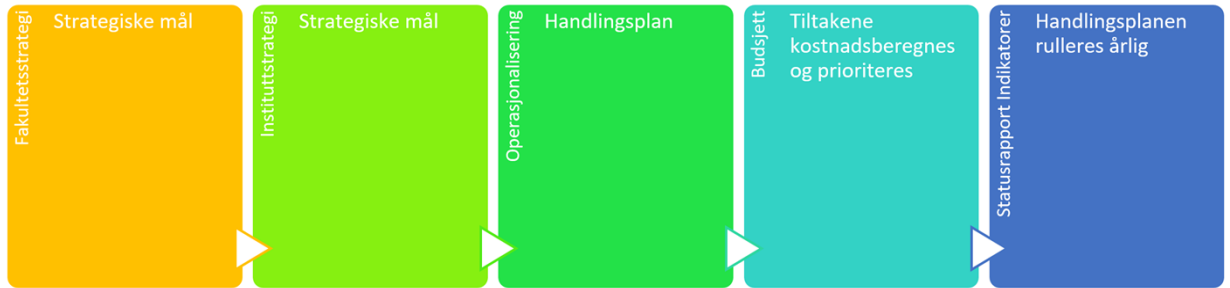 Fakultetsstrategi
Strategiske mål
Instituttstrategi
Strategiske mål
Operasjonalisering
Handlingsplan
Budsjett
Tiltakene
kostnadsberegnes
og prioriteres
Statusrapport Indikatorer
Handlingsplanen
rulleres årlig